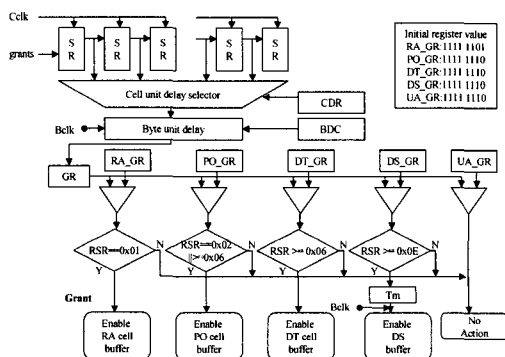 Cclk
grants
S R
S R
S R
S R
S R
Initial register value
RA_GR:1111 1101
PO_GR:1111 1110
DT_GR:1111 1110
DS_GR:1111 1110
UA_GR:1111 1110
Cell unit delay selector
CDR
Bclk
Byte unit delay
BDC
GR
RA_GR
PO_GR
DT_GR
DS_GR
UA_GR
RSR==0x01
N
Y
RSR==0x02
||>=0x06
N
Y
RSR >= 0x06
N
Y
RSR >= 0x0E
N
Y
Tm
Bclk
Grant
Enable
RA cell
buffer
Enable
PO cell
buffer
Enable
DT cell
buffer
Enable
DS
buffer
No
Action